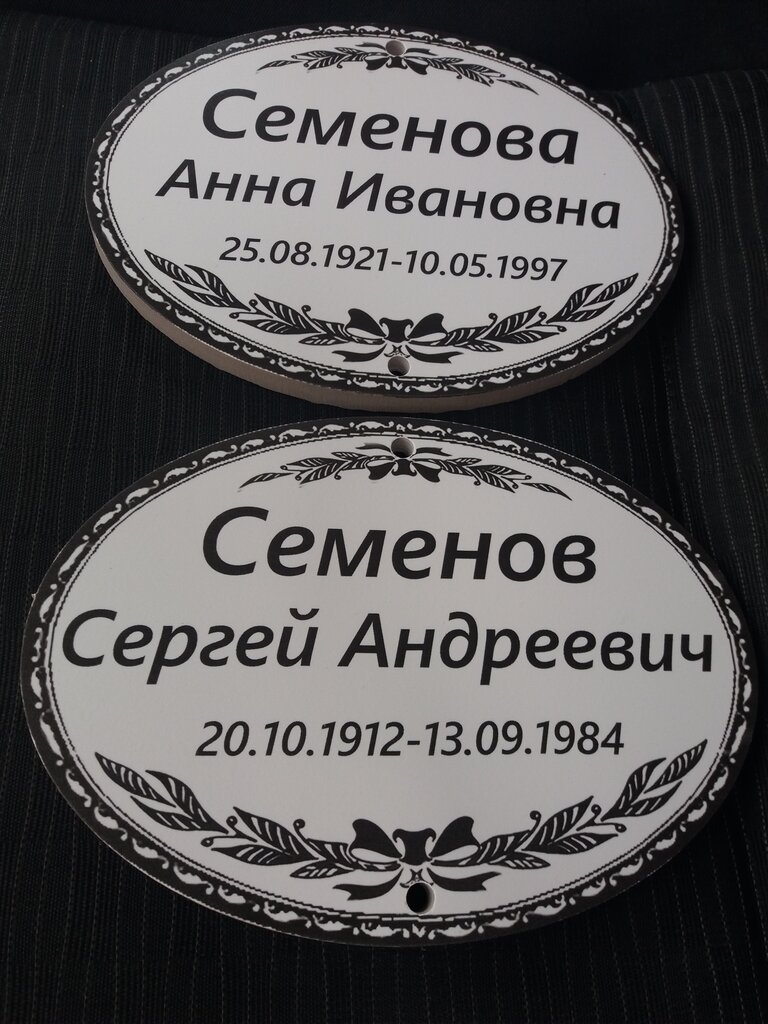 Семенова
Анна Ивановна
25.08.1921-10.05.1997
Семенов
Сергей Андреевич
20.10.1912-13.09.1984